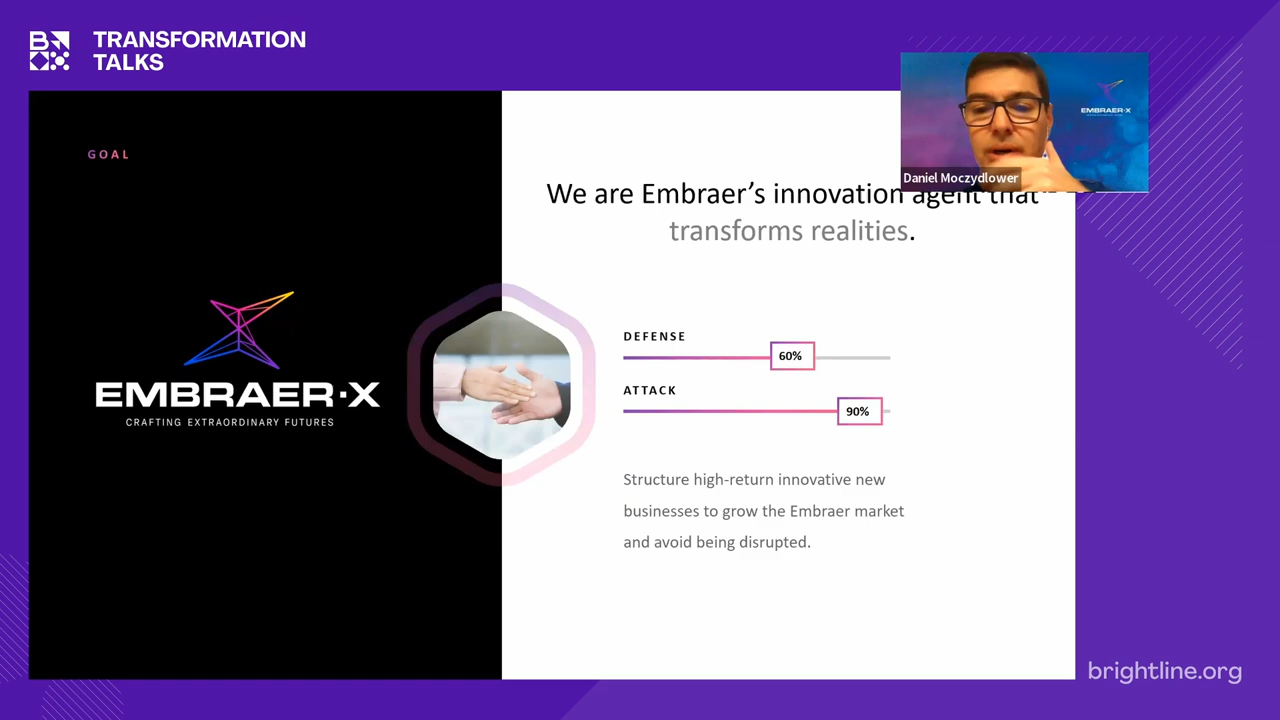 TRANSFORMATION
TALKS
EMBRAER·X
Daniel Moczydlower
GOAL
We are Embraer's innovation agent that
transforms realities.
EMBRAER·X
CRAFTING EXTRAORDINARY FUTURES
DEFENSE
60%
ATTACK
90%
Structure high-return innovative new
businesses to grow the Embraer market
and avoid being disrupted.
brightline.org